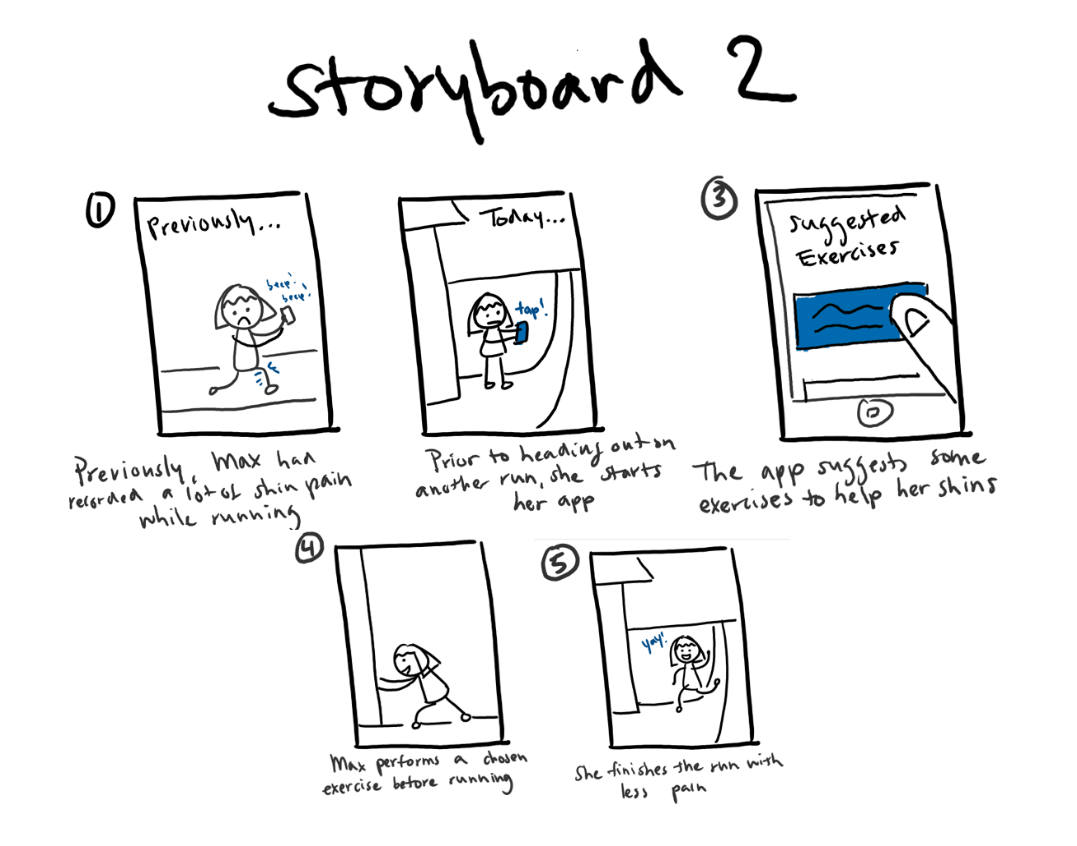 Storyboard 2
①
Previously...
beep!
beep!
Previously, Max had
recorded a lot of shin pain
while running
Today...
tap!
Prior to heading out on
another run, she starts
her app
③
Suggested
Exercises
The app suggests some
exercises to help her shins
④
Max performs a chosen
exercise before running
⑤
yay!
She finishes the run with
less pain